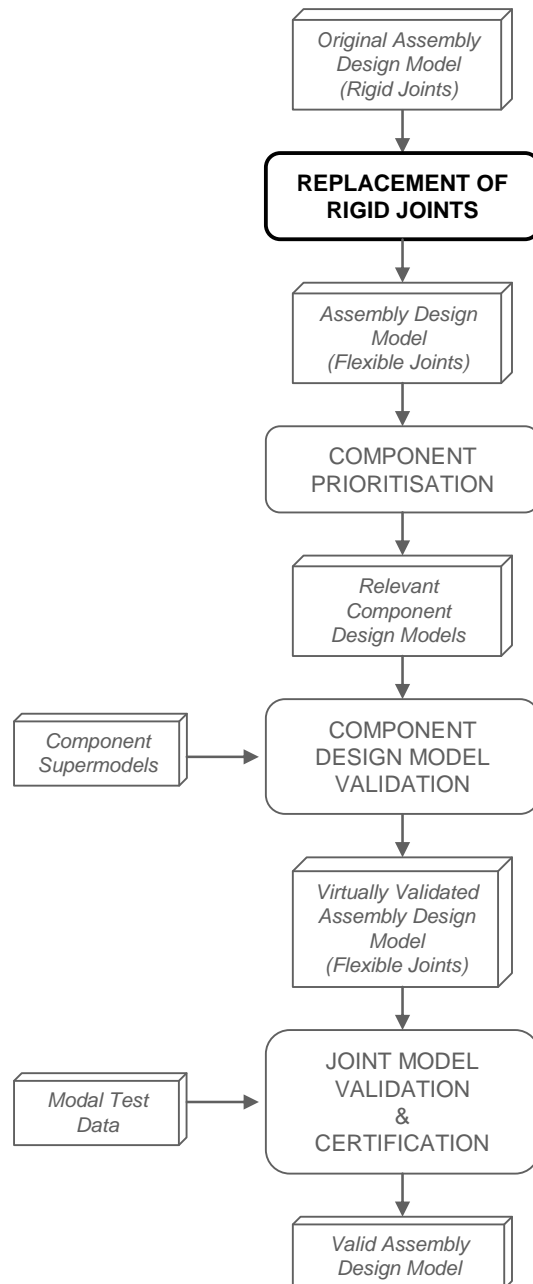 Original Assembly
Design Model
(Rigid Joints)
REPLACEMENT OF
RIGID JOINTS
Assembly Design
Model
(Flexible Joints)
COMPONENT
PRIORITISATION
Relevant
Component
Design Models
Component
Supermodels
COMPONENT
DESIGN MODEL
VALIDATION
Virtually Validated
Assembly Design
Model
(Flexible Joints)
Modal Test
Data
JOINT MODEL
VALIDATION
&
CERTIFICATION
Valid Assembly
Design Model